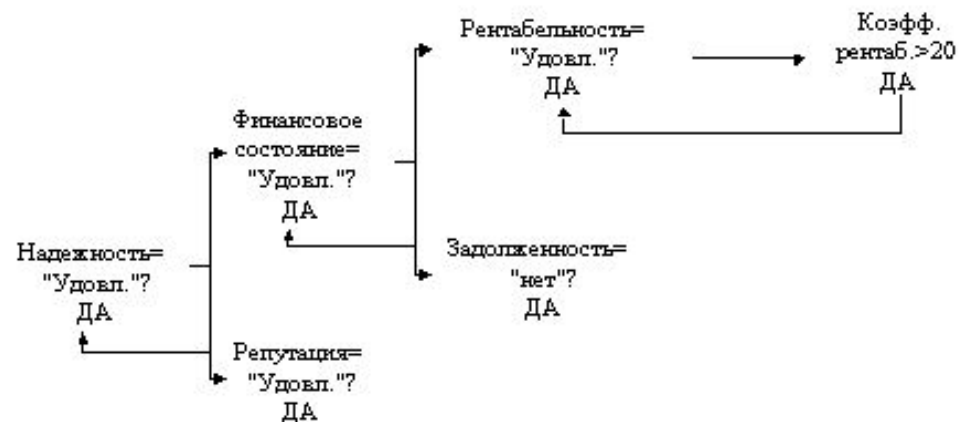 Рентабельность=
"Удовл."?
ДА
Коэфф.
рентаб.>20
ДА
Финансовое
состояние=
"Удовл."?
ДА
Надежность=
"Удовл."?
ДА
Задолженность=
"нет"?
ДА
Репутация=
"Удовл."?
ДА